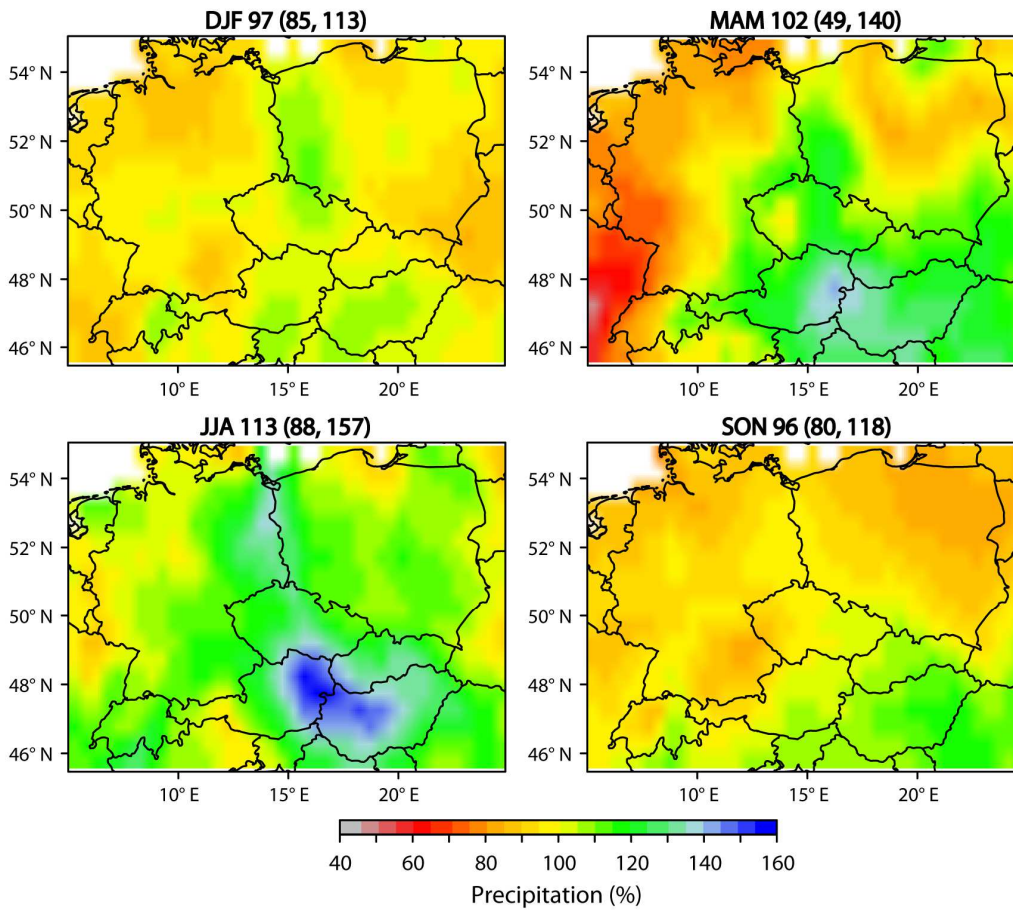 DJF 97 (85, 113)
MAM 102 (49, 140)
54° N
52° N
50° N
48° N
46° N
10° E
15° E
20° E
54° N
52° N
50° N
48° N
46° N
10° E
15° E
20° E
JJA 113 (88, 157)
SON 96 (80, 118)
54° N
52° N
50° N
48° N
46° N
10° E
15° E
20° E
54° N
52° N
50° N
48° N
46° N
10° E
15° E
20° E
40 60 80 100 120 140 160
Precipitation (%)